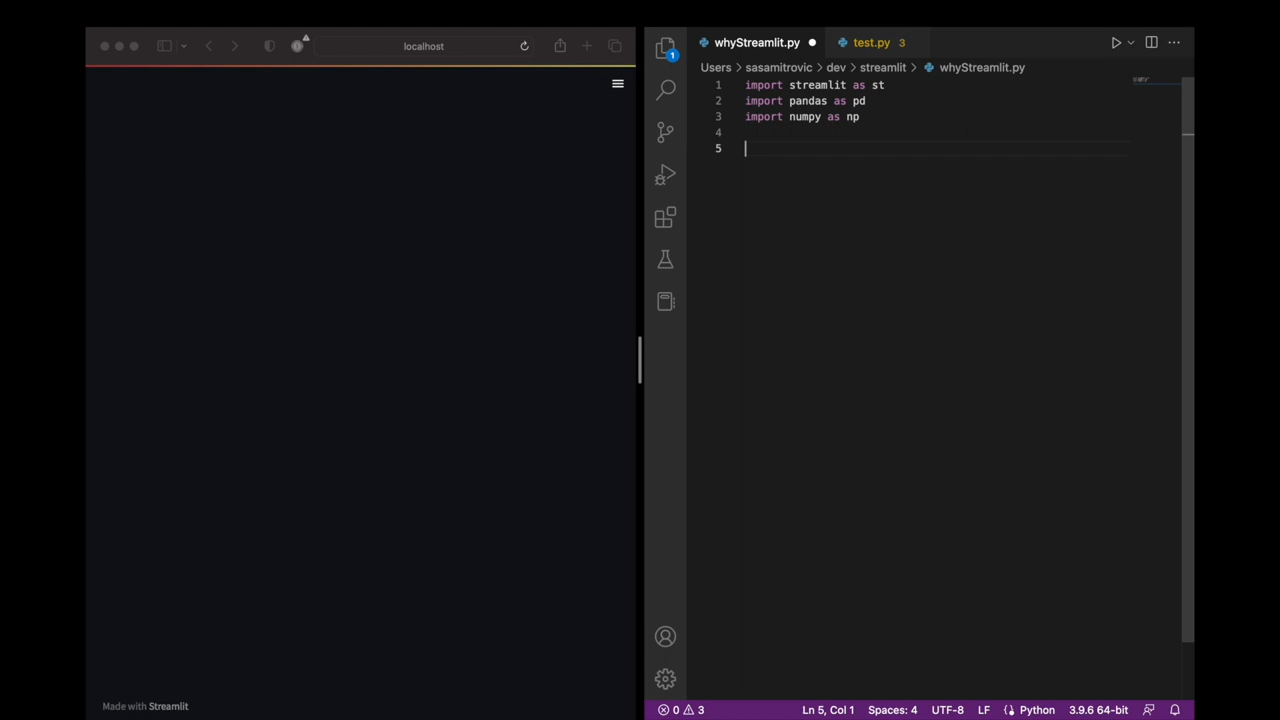 localhost
Made with Streamlit
1
whyStreamlit.py
test.py 3
Users > sasamitrovic > dev > streamlit > whyStreamlit.py
1 import streamlit as st
2 import pandas as pd
3 import numpy as np
4
5
0 3
Ln 5, Col 1 Spaces: 4 UTF-8 LF Python 3.9.6 64-bit